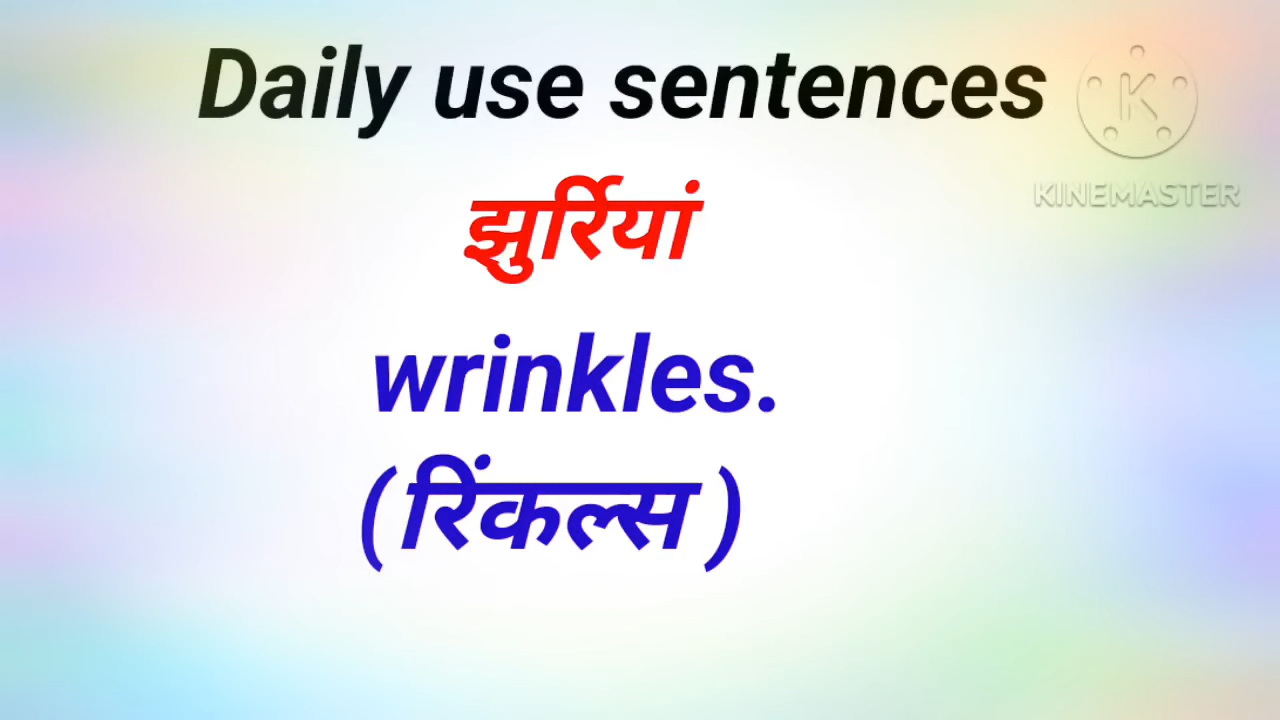 Daily use sentences
K
KINEMASTER
झुर्रियां
wrinkles.
(रिंकल्स)